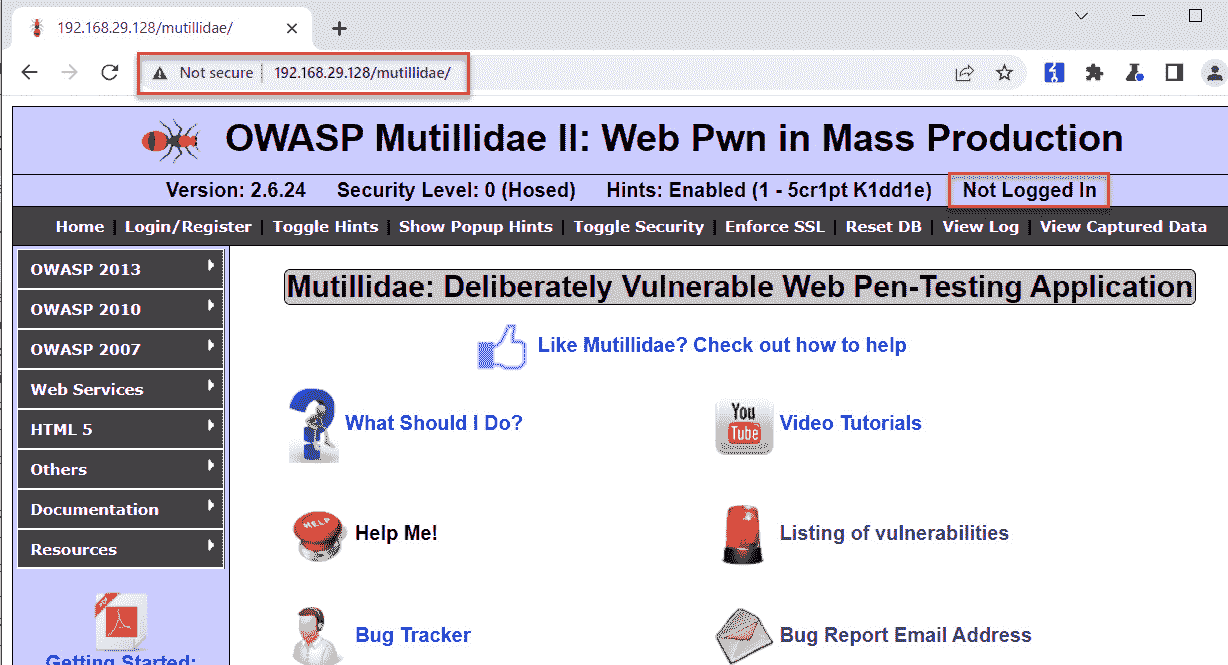 192.168.29.128/mutillidae/
Not secure 192.168.29.128/mutillidae/
OWASP Mutillidae II: Web Pwn in Mass Production
Version: 2.6.24 Security Level: 0 (Hosed) Hints: Enabled (1 - 5cr1pt K1dd1e) Not Logged In
Home | Login/Register | Toggle Hints | Show Popup Hints | Toggle Security | Enforce SSL | Reset DB | View Log | View Captured Data
OWASP 2013
OWASP 2010
OWASP 2007
Web Services
HTML 5
Others
Documentation
Resources
PDF
Getting Started:
Mutillidae: Deliberately Vulnerable Web Pen-Testing Application
Like Mutillidae? Check out how to help
What Should I Do?
You
Tube
Video Tutorials
HELP
Help Me!
Listing of vulnerabilities
Bug Tracker
Bug Report Email Address